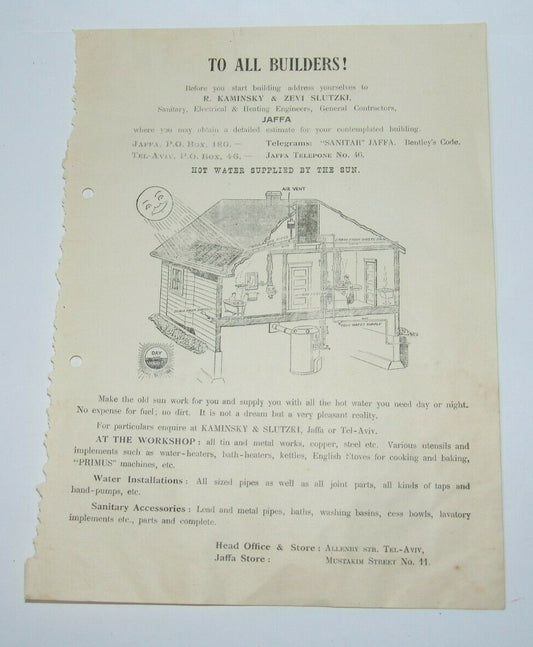 TO ALL BUILDERS!
Before you start building address yourselves to
R. KAMINSKY & ZEVI SLUTZKI,
Sanitary, Electrical & Heating Engineers, General Contractors,
JAFFA
where you may obtain a detailed estimate for your contemplated building.
JAFFA, P.O. BOX, 180. — Telegrams: "SANITAR" JAFFA. Bentley's Code.
TEL-AVIV, P.O. BOX, 46. — JAFFA TELEPONE NO. 46.
HOT WATER SUPPLIED BY THE SUN.
AIR VENT
DAY
Make the old sun work for you and supply you with all the hot water you need day or night.
No expense for fuel; no dirt. It is not a dream but a very pleasant reality.
For particulars enquire at KAMINSKY & SLUTZKI, Jaffa or Tel-Aviv.
AT THE WORKSHOP: all tin and metal works, copper, steel etc. Various utensils and
implements such as water-heaters, bath-heaters, kettles, English Stoves for cooking and baking,
"PRIMUS" machines, etc.
Water Installations: All sized pipes as well as all joint parts, all kinds of taps and
hand-pumps, etc.
Sanitary Accessories: Lead and metal pipes, baths, washing basins, cess bowls, lavatory
implements etc., parts and complete.
Head Office & Store: ALLENBY STR. TEL-AVIV,
Jaffa Store: MUSTAKIM STREET No. 11.